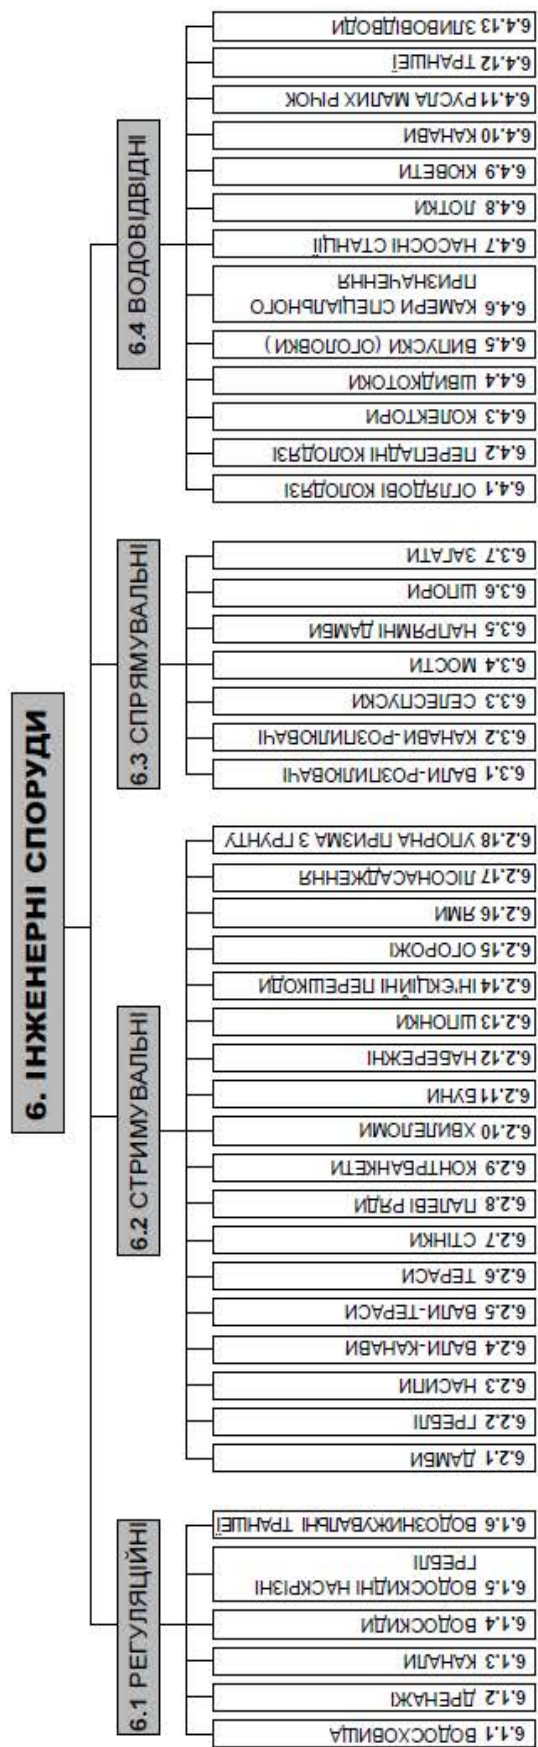 6. ІНЖЕНЕРНІ СПОРУДИ
6.1 РЕГУЛЯЦІЙНІ
6.1.1 ВОДОСХОВИЩА
6.1.2 ДРЕНАЖІ
6.1.3 КАНАЛИ
6.1.4 ВОДОСКИДИ
6.1.5 ВОДОСКИДНІ НАСКРІЗНІ
ГРЕБЛІ
6.1.6 ВОДОЗНИЖУВАЛЬНІ ТРАНШЕЇ
6.2 СТРИМУВАЛЬНІ
6.2.1 ДАМБИ
6.2.2 ГРЕБЛІ
6.2.3 НАСИПИ
6.2.4 ВАЛИ-КАНАВИ
6.2.5 ВАЛИ-ТЕРАСИ
6.2.6 ТЕРАСИ
6.2.7 СТІНКИ
6.2.8 ПАЛЕВІ РЯДИ
6.2.9 КОНТРБАНКЕТИ
6.2.10 ХВИЛЕЛОМИ
6.2.11 БУНИ
6.2.12 НАБЕРЕЖНІ
6.2.13 ШПОНКИ
6.2.14 ІН'ЄКЦІЙНІ ПЕРЕШКОДИ
6.2.15 ОГОРОЖІ
6.2.16 ЯМИ
6.2.17 ЛІСОНАСАДЖЕННЯ
6.2.18 УПОРНА ПРИЗМА З ГРУНТУ
6.3 СПРЯМУВАЛЬНІ
6.3.1 ВАЛИ-РОЗПИЛЮВАЧІ
6.3.2 КАНАВИ-РОЗПИЛЮВАЧІ
6.3.3 СЕЛЕСПУСКИ
6.3.4 МОСТИ
6.3.5 НАПРЯМНІ ДАМБИ
6.3.6 ШПОРИ
6.3.7 ЗАГАТИ
6.4 ВОДОВІДВІДНІ
6.4.1 ОГЛЯДОВІ КОЛОДЯЗІ
6.4.2 ПЕРЕПАДНІ КОЛОДЯЗІ
6.4.3 КОЛЕКТОРИ
6.4.4 ШВИДКОТОКИ
6.4.5 ВИПУСКИ (ОГОЛОВКИ )
6.4.6 КАМЕРИ СПЕЦІАЛЬНОГО
ПРИЗНАЧЕННЯ
6.4.7 НАСОСНІ СТАНЦІЇ
6.4.8 ЛОТКИ
6.4.9 КЮВЕТИ
6.4.10 КАНАВИ
6.4.11 РУСЛА МАЛИХ РІЧОК
6.4.12 ТРАНШЕЇ
6.4.13 ЗЛИВОВІДВОДИ